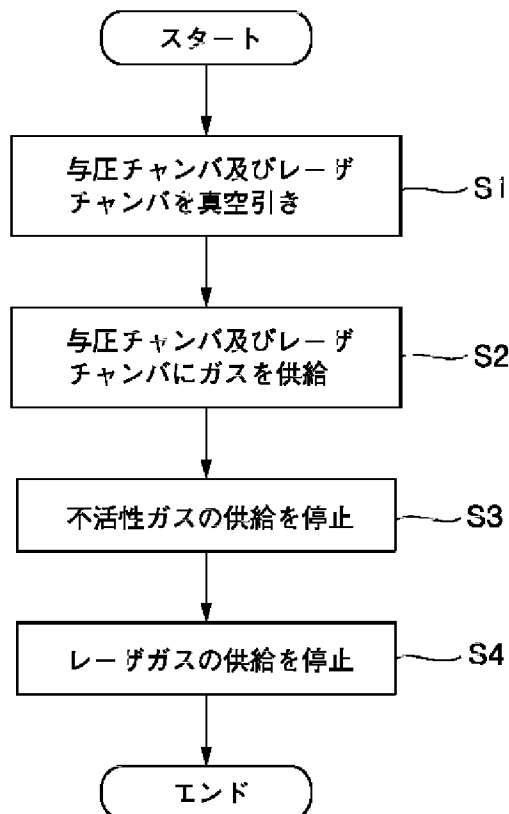 スタート
与圧チャンバ及びレーザ
チャンバを真空引き
S1
与圧チャンバ及びレーザ
チャンバにガスを供給
S2
不活性ガスの供給を停止
S3
レーザガスの供給を停止
S4
エンド